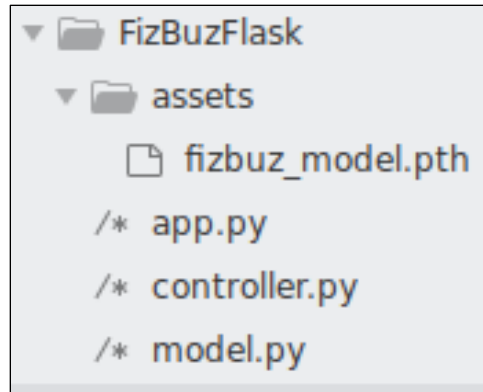 FizBuzFlask
assets
fizbuz_model.pth
/* app.py
/* controller.py
/* model.py